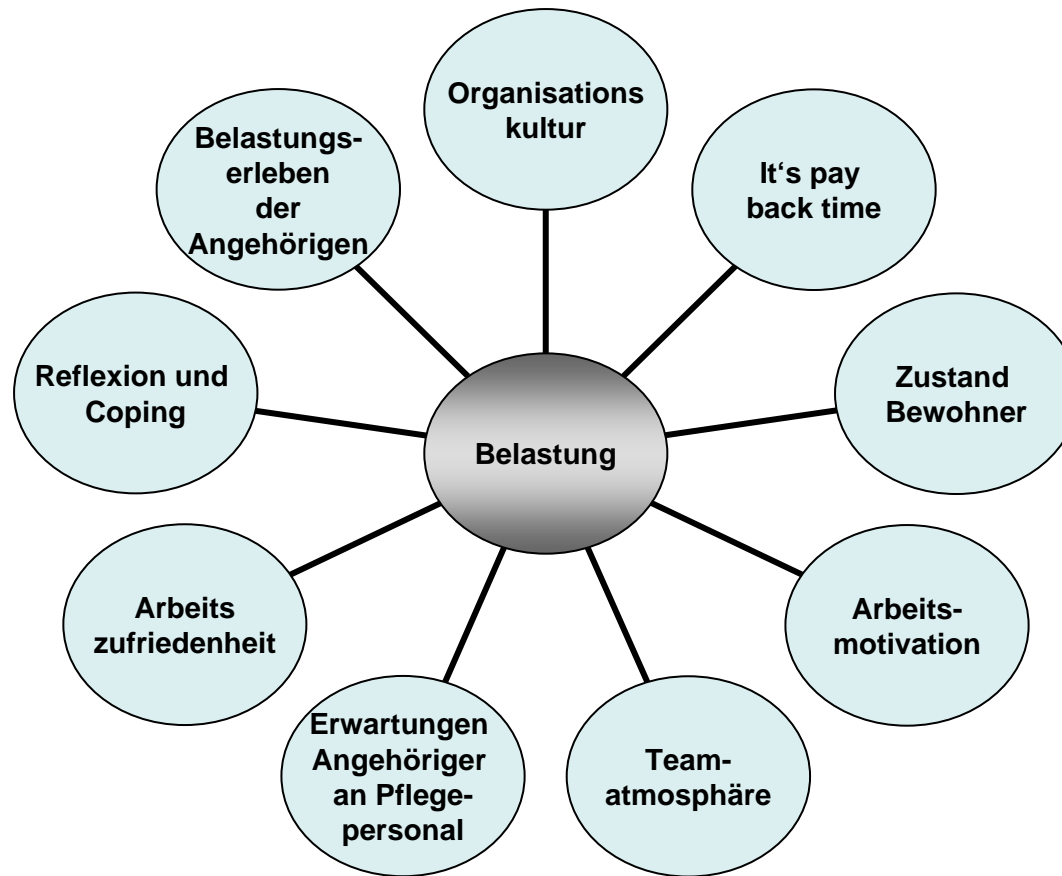 Organisations
kultur
It‘s pay
back time
Zustand
Bewohner
Arbeits-
motivation
Team-
atmosphäre
Erwartungen
Angehöriger
an Pflege-
personal
Arbeits
zufriedenheit
Reflexion und
Coping
Belastungs-
erleben
der
Angehörigen
Belastung